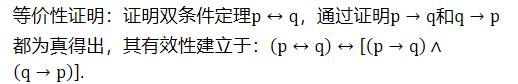 等价性证明：证明双条件定理p ↔ q，通过证明p → q和q → p
都为真得出，其有效性建立于：(p ↔ q) ↔ [(p → q) ∧
(q → p)].